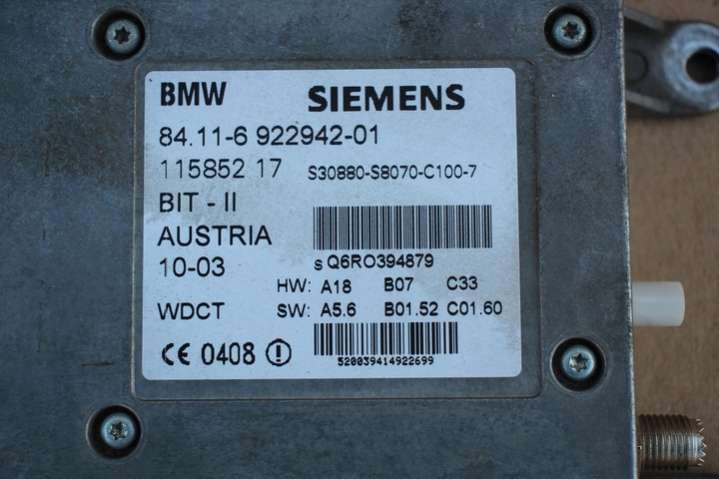 BMW SIEMENS
84.11-6 922942-01
115852 17 S30880-S8070-C100-7
BIT - II
AUSTRIA
10-03 s Q6RO394879
HW: A18 B07 C33
WDCT SW: A5.6 B01.52 C01.60
CE 0408 !
520039414922699